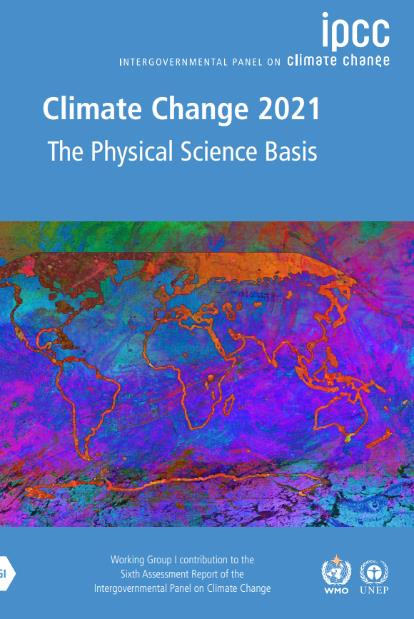 ipcc
INTERGOVERNMENTAL PANEL ON climate change
Climate Change 2021
The Physical Science Basis
GI
Working Group I contribution to the
Sixth Assessment Report of the
Intergovernmental Panel on Climate Change
WMO UNEP